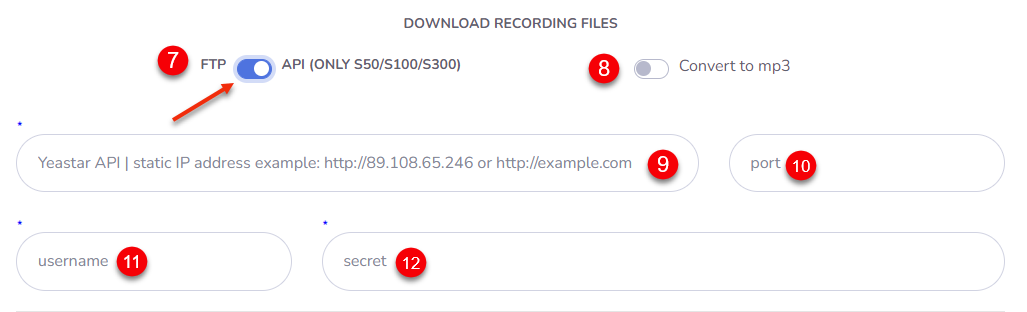 DOWNLOAD RECORDING FILES
7 FTP API (ONLY S50/S100/S300) 8 Convert to mp3
* 
Yeastar API | static IP address example: http://89.108.65.246 or http://example.com 9 port 10
* *
username 11 secret 12